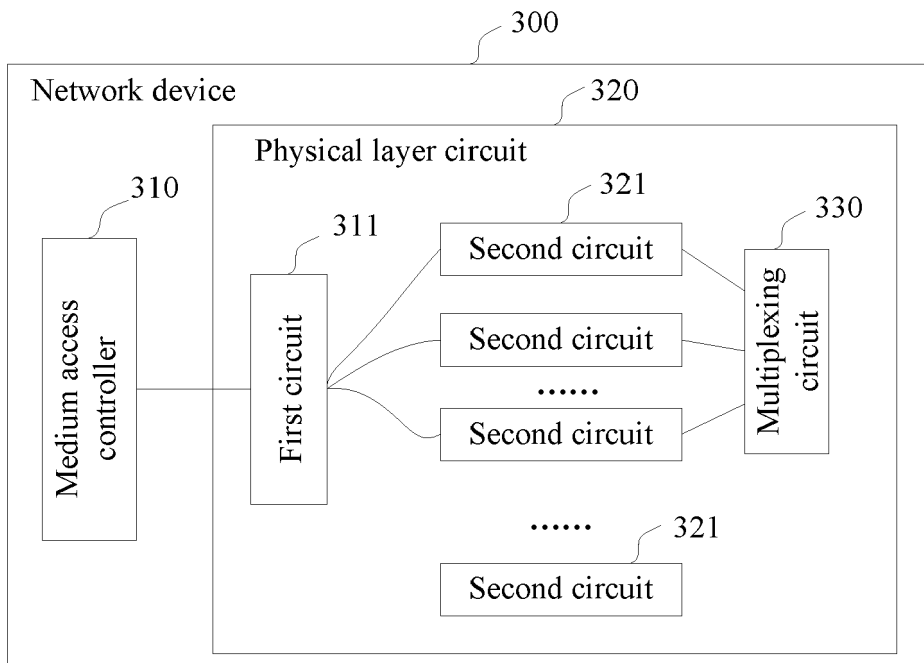 300
Network device
320
Physical layer circuit
310
311
321
330
Medium access
controller
First circuit
Second circuit
Second circuit
……
Second circuit
Multiplexing
circuit
……
321
Second circuit